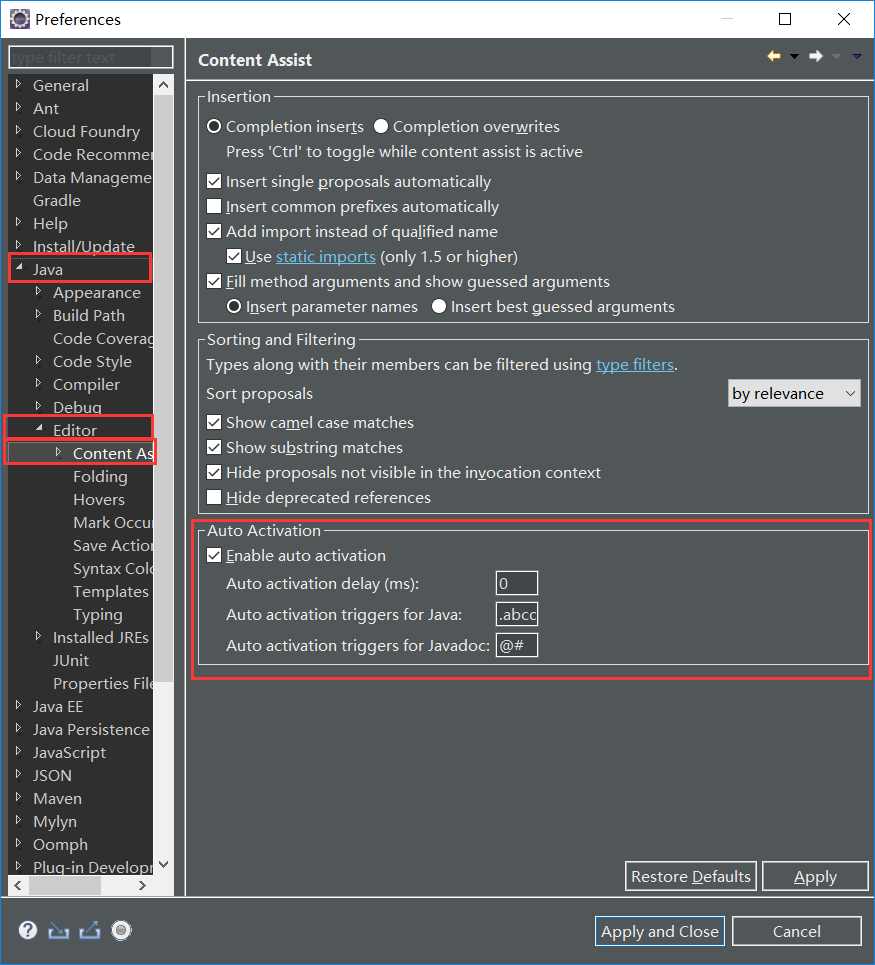 Preferences
type filter text
General
Ant
Cloud Foundry
Code Recommen
Data Manageme
Gradle
Help
Install/Update
Java
Appearance
Build Path
Code Coverag
Code Style
Compiler
Debug
Editor
Content As
Folding
Hovers
Mark Occu
Save Action
Syntax Colo
Templates
Typing
Installed JREs
JUnit
Properties File
Java EE
Java Persistence
JavaScript
JSON
Maven
Mylyn
Oomph
Plug-in Developr
Content Assist
Insertion
Completion inserts Completion overwrites
Press 'Ctrl' to toggle while content assist is active
Insert single proposals automatically
Insert common prefixes automatically
Add import instead of qualified name
Use static imports (only 1.5 or higher)
Fill method arguments and show guessed arguments
Insert parameter names Insert best guessed arguments
Sorting and Filtering
Types along with their members can be filtered using type filters.
Sort proposals by relevance
Show camel case matches
Show substring matches
Hide proposals not visible in the invocation context
Hide deprecated references
Auto Activation
Enable auto activation
Auto activation delay (ms): 0
Auto activation triggers for Java: .abcc
Auto activation triggers for Javadoc: @#
Restore Defaults Apply
Apply and Close Cancel